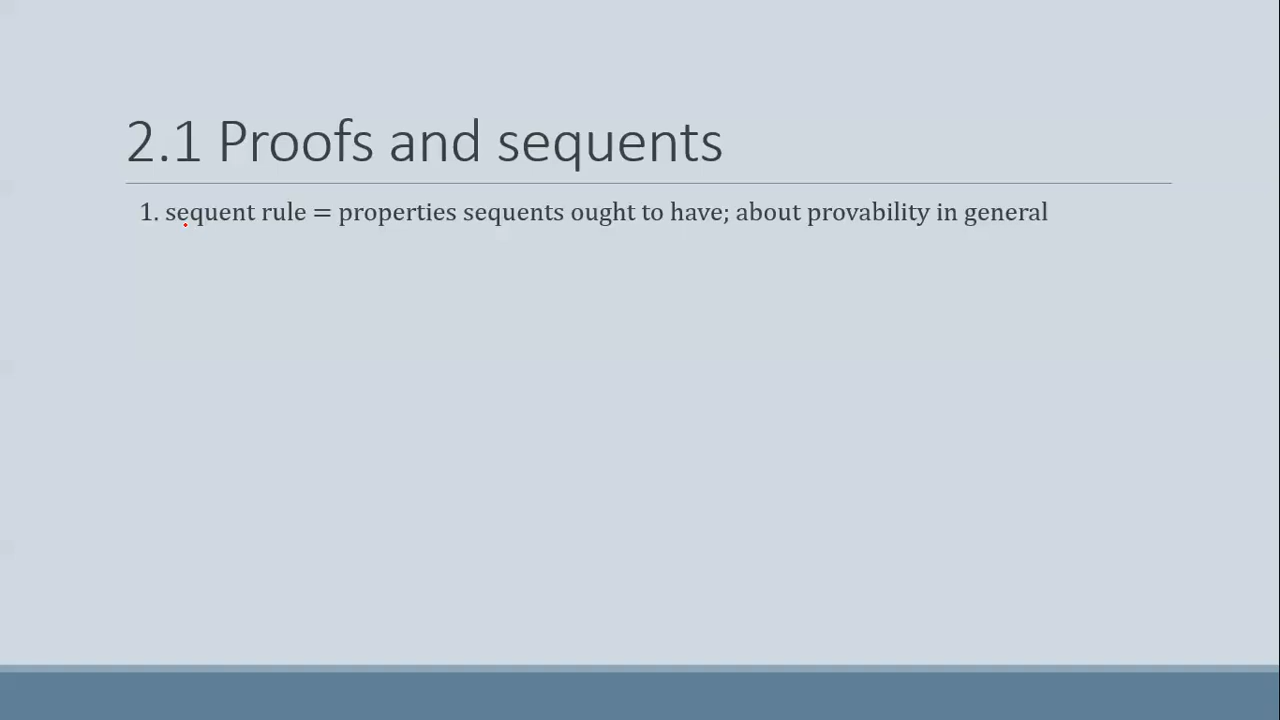 2.1 Proofs and sequents
1. sequent rule = properties sequents ought to have; about provability in general